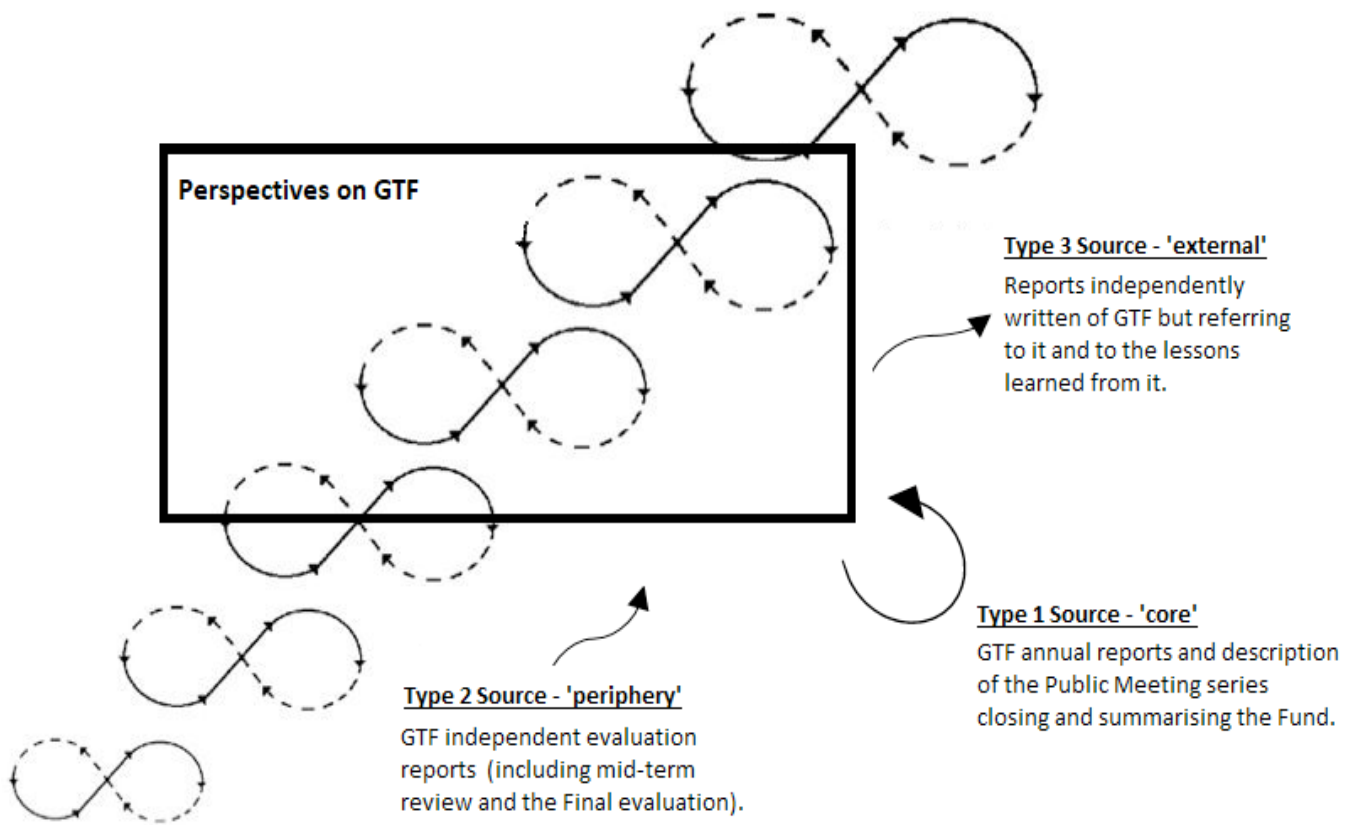 Perspectives on GTF
Type 3 Source - 'external'
Reports independently
written of GTF but referring
to it and to the lessons
learned from it.
Type 1 Source - 'core'
GTF annual reports and description
of the Public Meeting series
closing and summarising the Fund.
Type 2 Source - 'periphery'
GTF independent evaluation
reports (including mid-term
review and the Final evaluation).